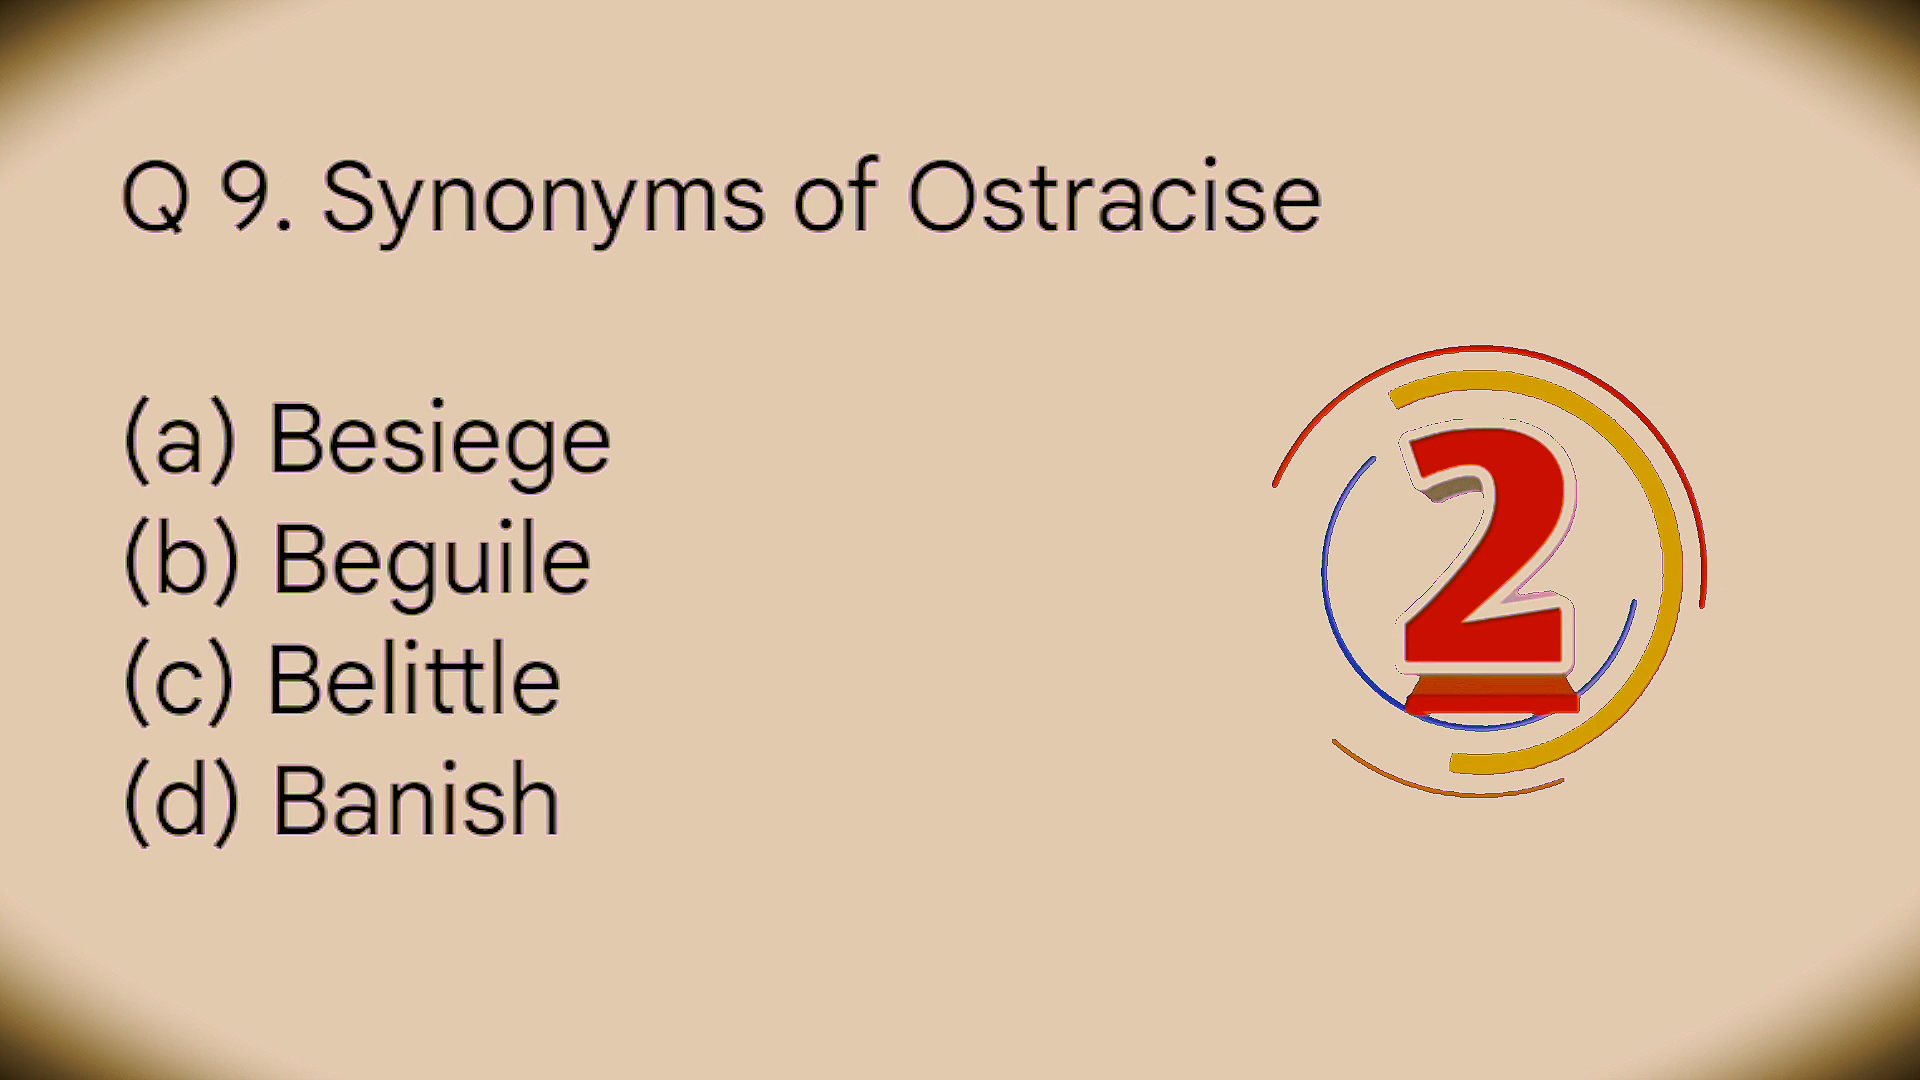 Q 9. Synonyms of Ostracise
(a) Besiege
(b) Beguile
(c) Belittle
(d) Banish
2